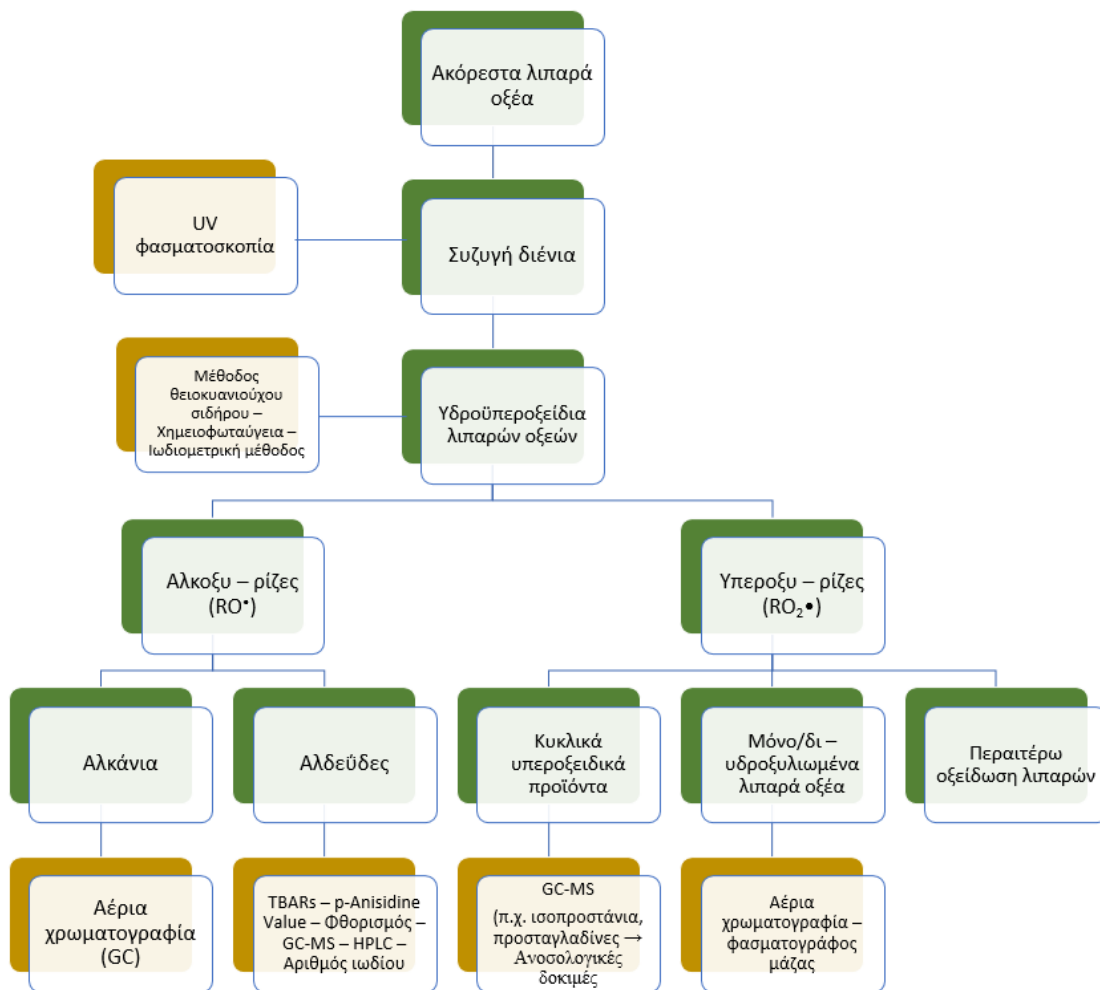 Ακόρεστα λιπαρά
οξέα
UV
φασματοσκοπία
Συζυγή διένια
Μέθοδος
θειοκυανιούχου
σιδήρου –
Χημειοφωταύγεια –
Ιωδιομετρική μέθοδος
Υδροϋπεροξείδια
λιπαρών οξεών
Αλκοξυ – ρίζες
(RO•)
Υπεροξυ – ρίζες
(RO₂•)
Αλκάνια
Αλδεΰδες
Κυκλικά
υπεροξειδικά
προϊόντα
Μόνο/δι –
υδροξυλιωμένα
λιπαρά οξέα
Περαιτέρω
οξείδωση λιπαρών
Αέρια
χρωματογραφία
(GC)
TBARs – p-Anisidine
Value – Φθορισμός –
GC-MS – HPLC –
Αριθμός ιωδίου
GC-MS
(π.χ. ισοπροστάνια,
προσταγλαδίνες →
Ανοσολογικές
δοκιμές
Αέρια
χρωματογραφία –
φασματογράφος
μάζας